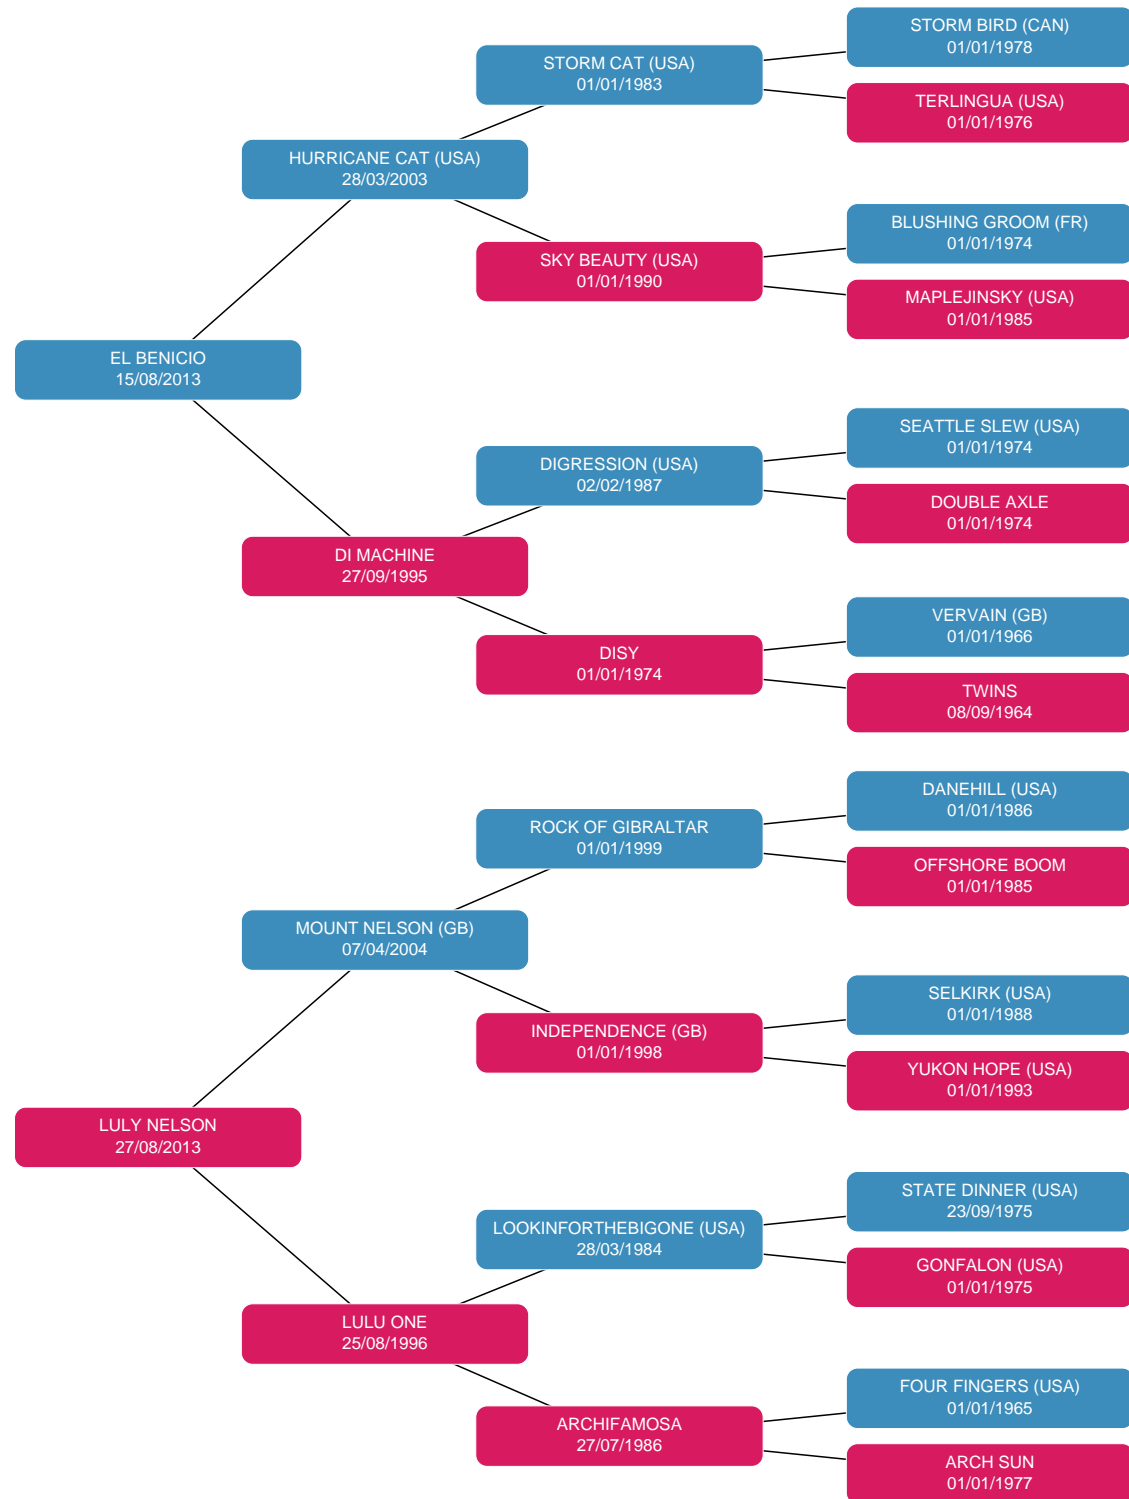 STORM BIRD (CAN)
01/01/1978
STORM CAT (USA)
01/01/1983
TERLINGUA (USA)
01/01/1976
HURRICANE CAT (USA)
28/03/2003
BLUSHING GROOM (FR)
01/01/1974
SKY BEAUTY (USA)
01/01/1990
MAPLEJINSKY (USA)
01/01/1985
EL BENICIO
15/08/2013
SEATTLE SLEW (USA)
01/01/1974
DIGRESSION (USA)
02/02/1987
DOUBLE AXLE
01/01/1974
DI MACHINE
27/09/1995
VERVAIN (GB)
01/01/1966
DISY
01/01/1974
TWINS
08/09/1964
DANEHILL (USA)
01/01/1986
ROCK OF GIBRALTAR
01/01/1999
OFFSHORE BOOM
01/01/1985
MOUNT NELSON (GB)
07/04/2004
SELKIRK (USA)
01/01/1988
INDEPENDENCE (GB)
01/01/1998
YUKON HOPE (USA)
01/01/1993
LULY NELSON
27/08/2013
STATE DINNER (USA)
23/09/1975
LOOKINFORTHEBIGONE (USA)
28/03/1984
GONFALON (USA)
01/01/1975
LULU ONE
25/08/1996
FOUR FINGERS (USA)
01/01/1965
ARCHIFAMOSA
27/07/1986
ARCH SUN
01/01/1977